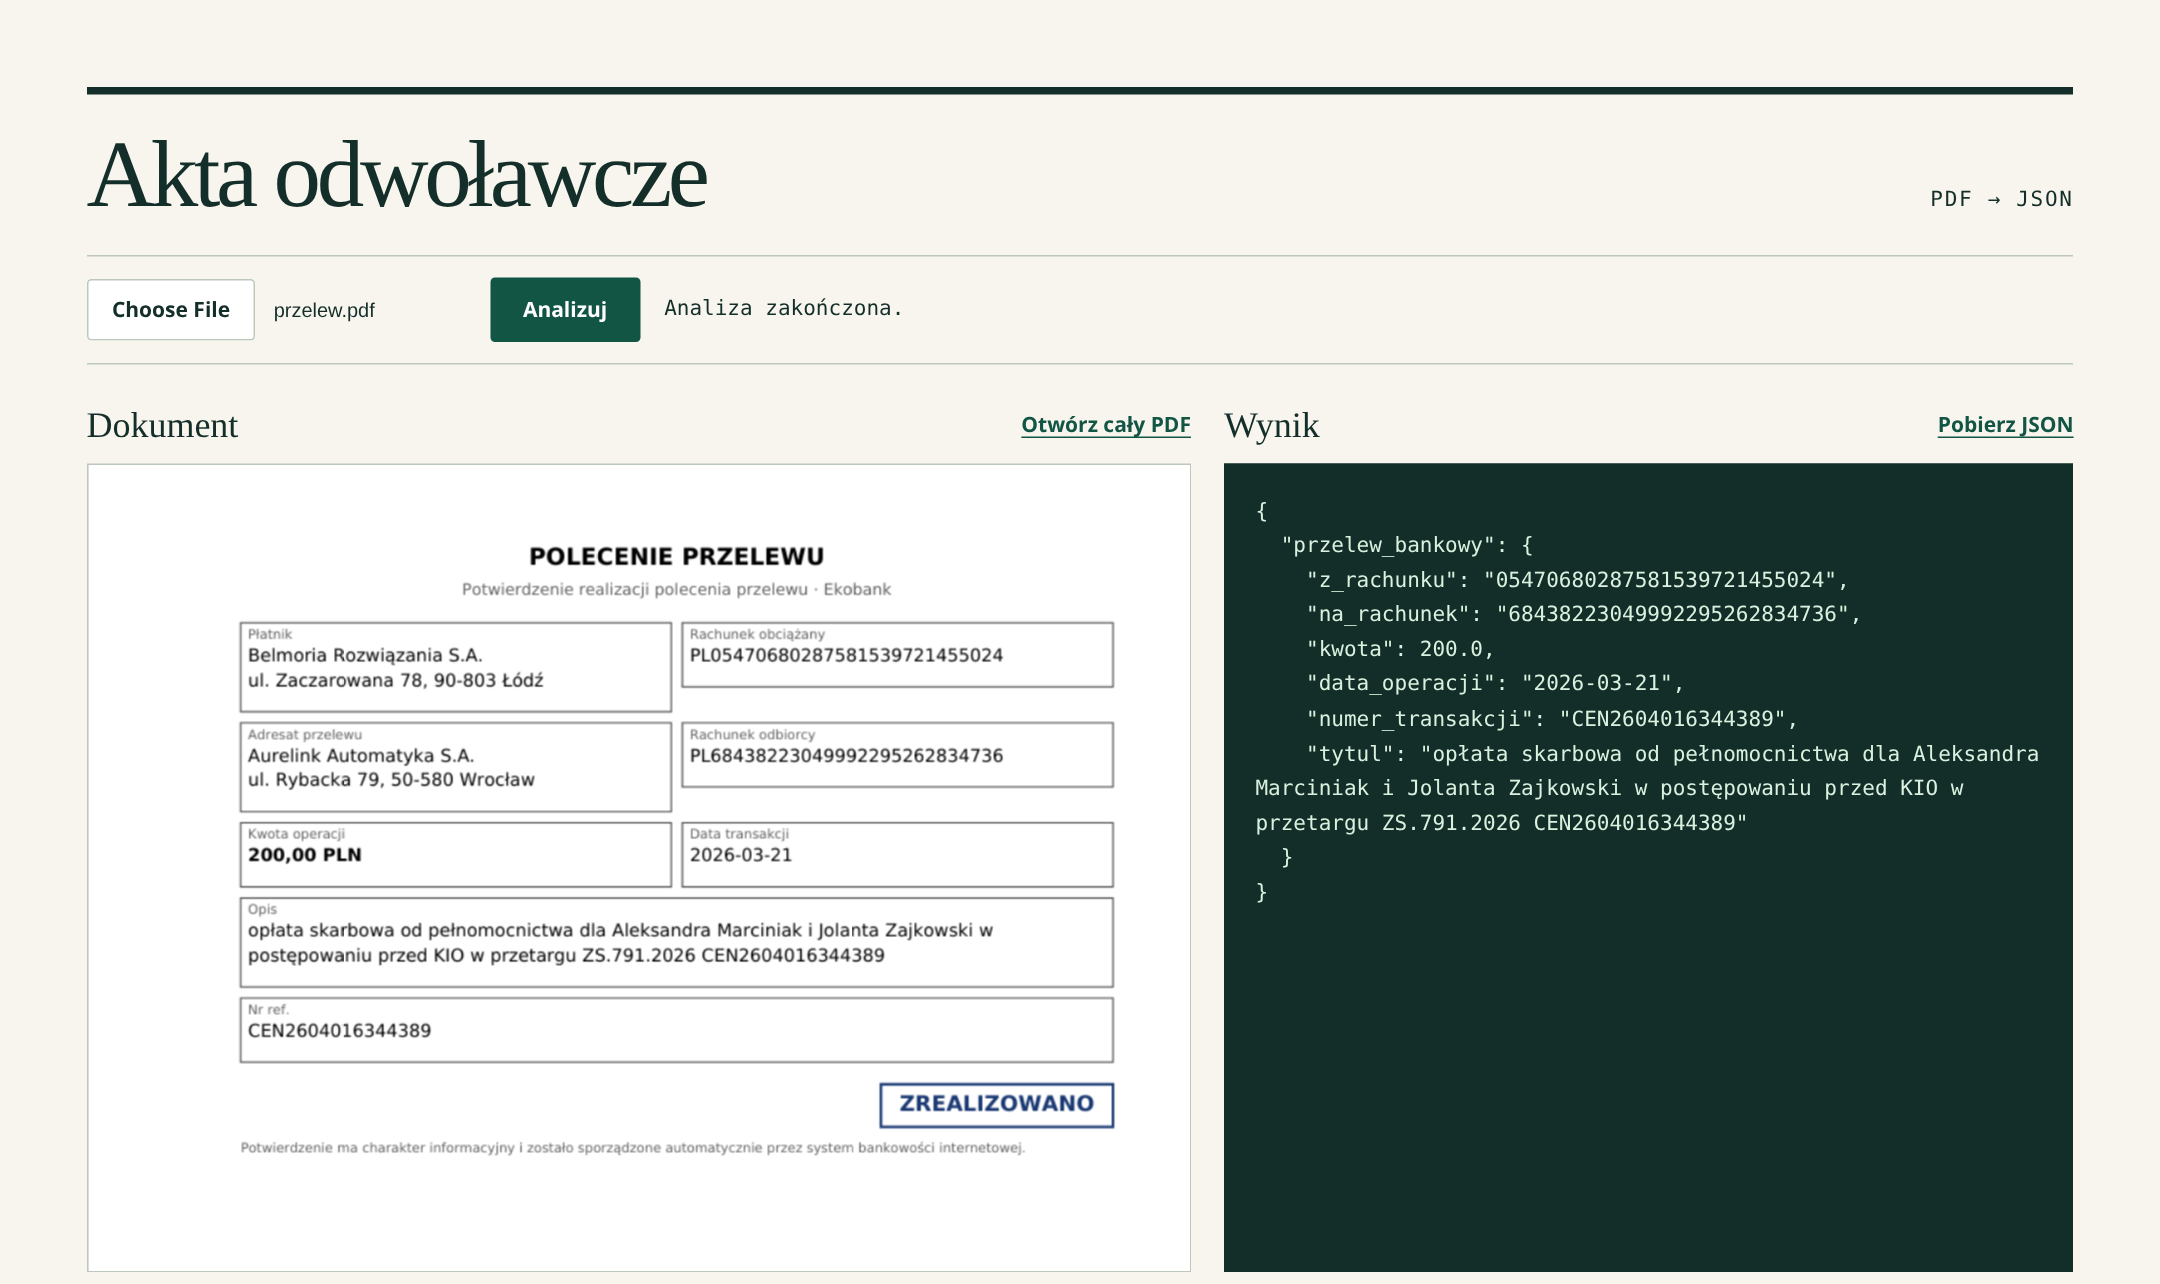 Akta odwoławcze
PDF → JSON
Choose File
przelew.pdf
Analizuj
Analiza zakończona.
Dokument
Otwórz cały PDF
POLECENIE PRZELEWU
Potwierdzenie realizacji polecenia przelewu · Ekobank
Płatnik
Belmoria Rozwiązania S.A.
ul. Zaczarowana 78, 90-803 Łódź
Rachunek obciążany
PL05470680287581539721455024
Adresat przelewu
Aurelink Automatyka S.A.
ul. Rybacka 79, 50-580 Wrocław
Rachunek odbiorcy
PL68438223049992295262834736
Kwota operacji
200,00 PLN
Data transakcji
2026-03-21
Opis
opłata skarbowa od pełnomocnictwa dla Aleksandra Marciniak i Jolanta Zajkowski w
postępowaniu przed KIO w przetargu ZS.791.2026 CEN2604016344389
Nr ref.
CEN2604016344389
ZREALIZOWANO
Potwierdzenie ma charakter informacyjny i zostało sporządzone automatycznie przez system bankowości internetowej.
Wynik
Pobierz JSON
{
"przelew_bankowy": {
"z_rachunku": "05470680287581539721455024",
"na_rachunek": "68438223049992295262834736",
"kwota": 200.0,
"data_operacji": "2026-03-21",
"numer_transakcji": "CEN2604016344389",
"tytul": "opłata skarbowa od pełnomocnictwa dla Aleksandra
Marciniak i Jolanta Zajkowski w postępowaniu przed KIO w
przetargu ZS.791.2026 CEN2604016344389"
}
}